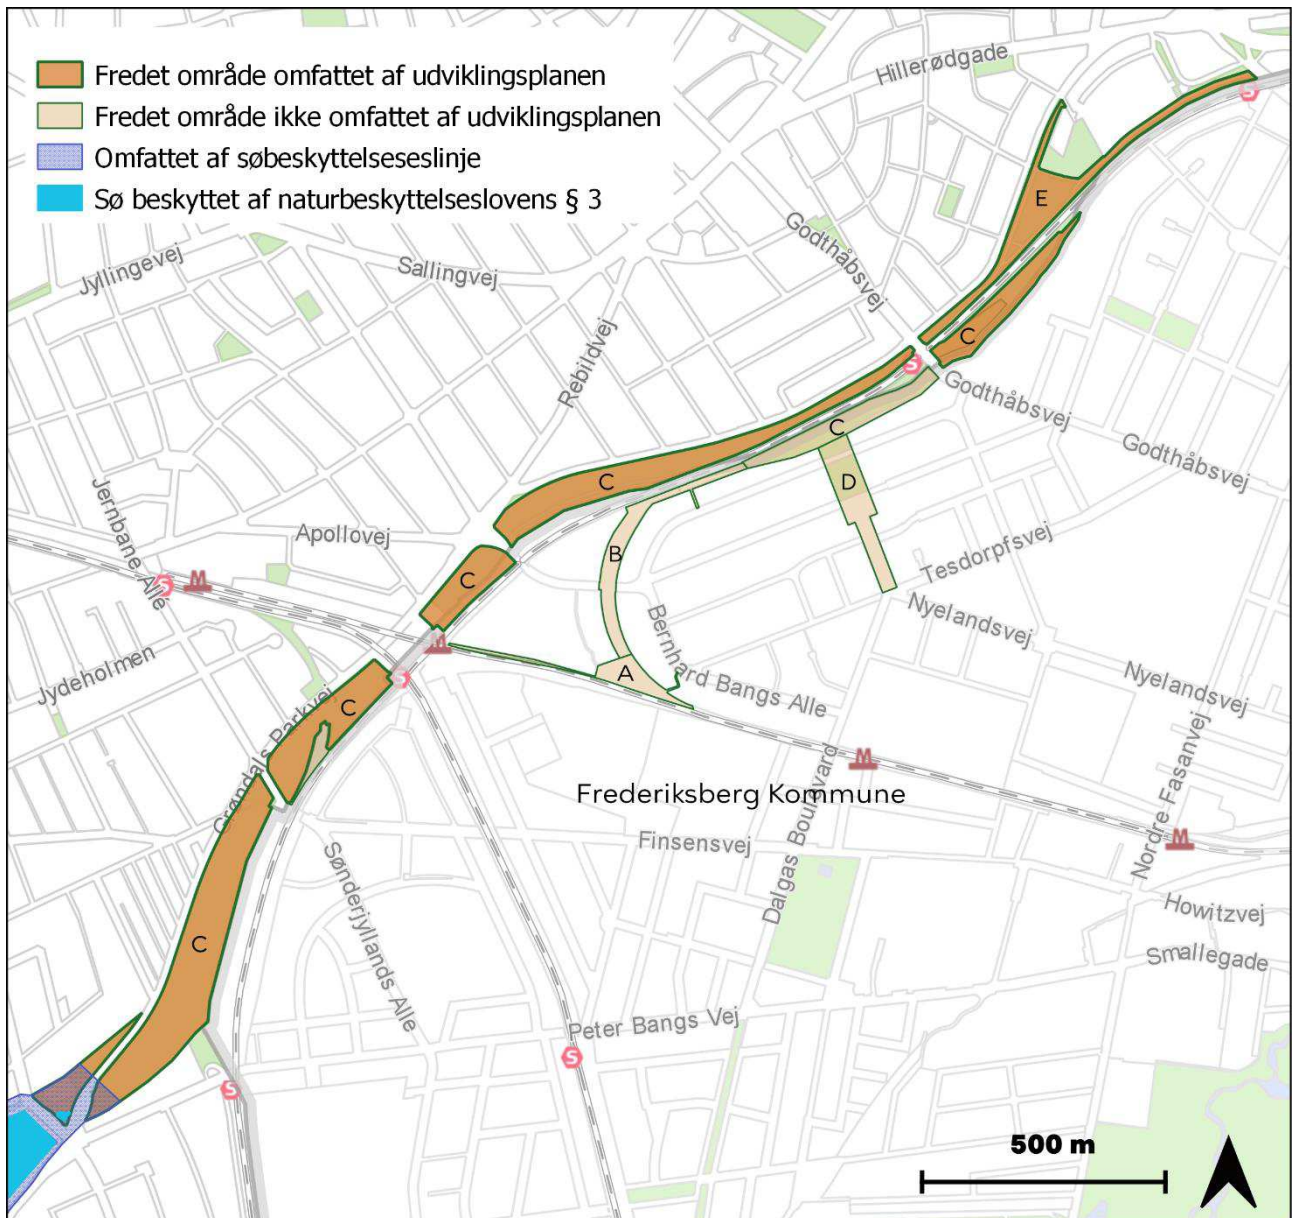 Fredet område omfattet af udviklingsplanen
Fredet område ikke omfattet af udviklingsplanen
Omfattet af søbeskyttelseseslinje
Sø beskyttet af naturbeskyttelseslovens § 3
Hillerødgade
S
E
Godthåbsvej
Jyllingevej
Sallingvej
Rebildvej
C
S
Godthåbsvej
C
Godthåbsvej
C
D
Jernbane Alle
Apollovej
B
Tesdorpfsvej
C
S
M
Nyelandsvej
Bernhard Bangs Alle
M
S
A
Jydeholmen
Nyelandsvej
C
Grøndals Parkvej
Nordre Fasanvej
M
Frederiksberg Kommune
Dalgas Boulevard
Finsensvej
M
Sønderjyllands Alle
Howitzvej
C
Smallegade
Peter Bangs Vej
S
S
500 m